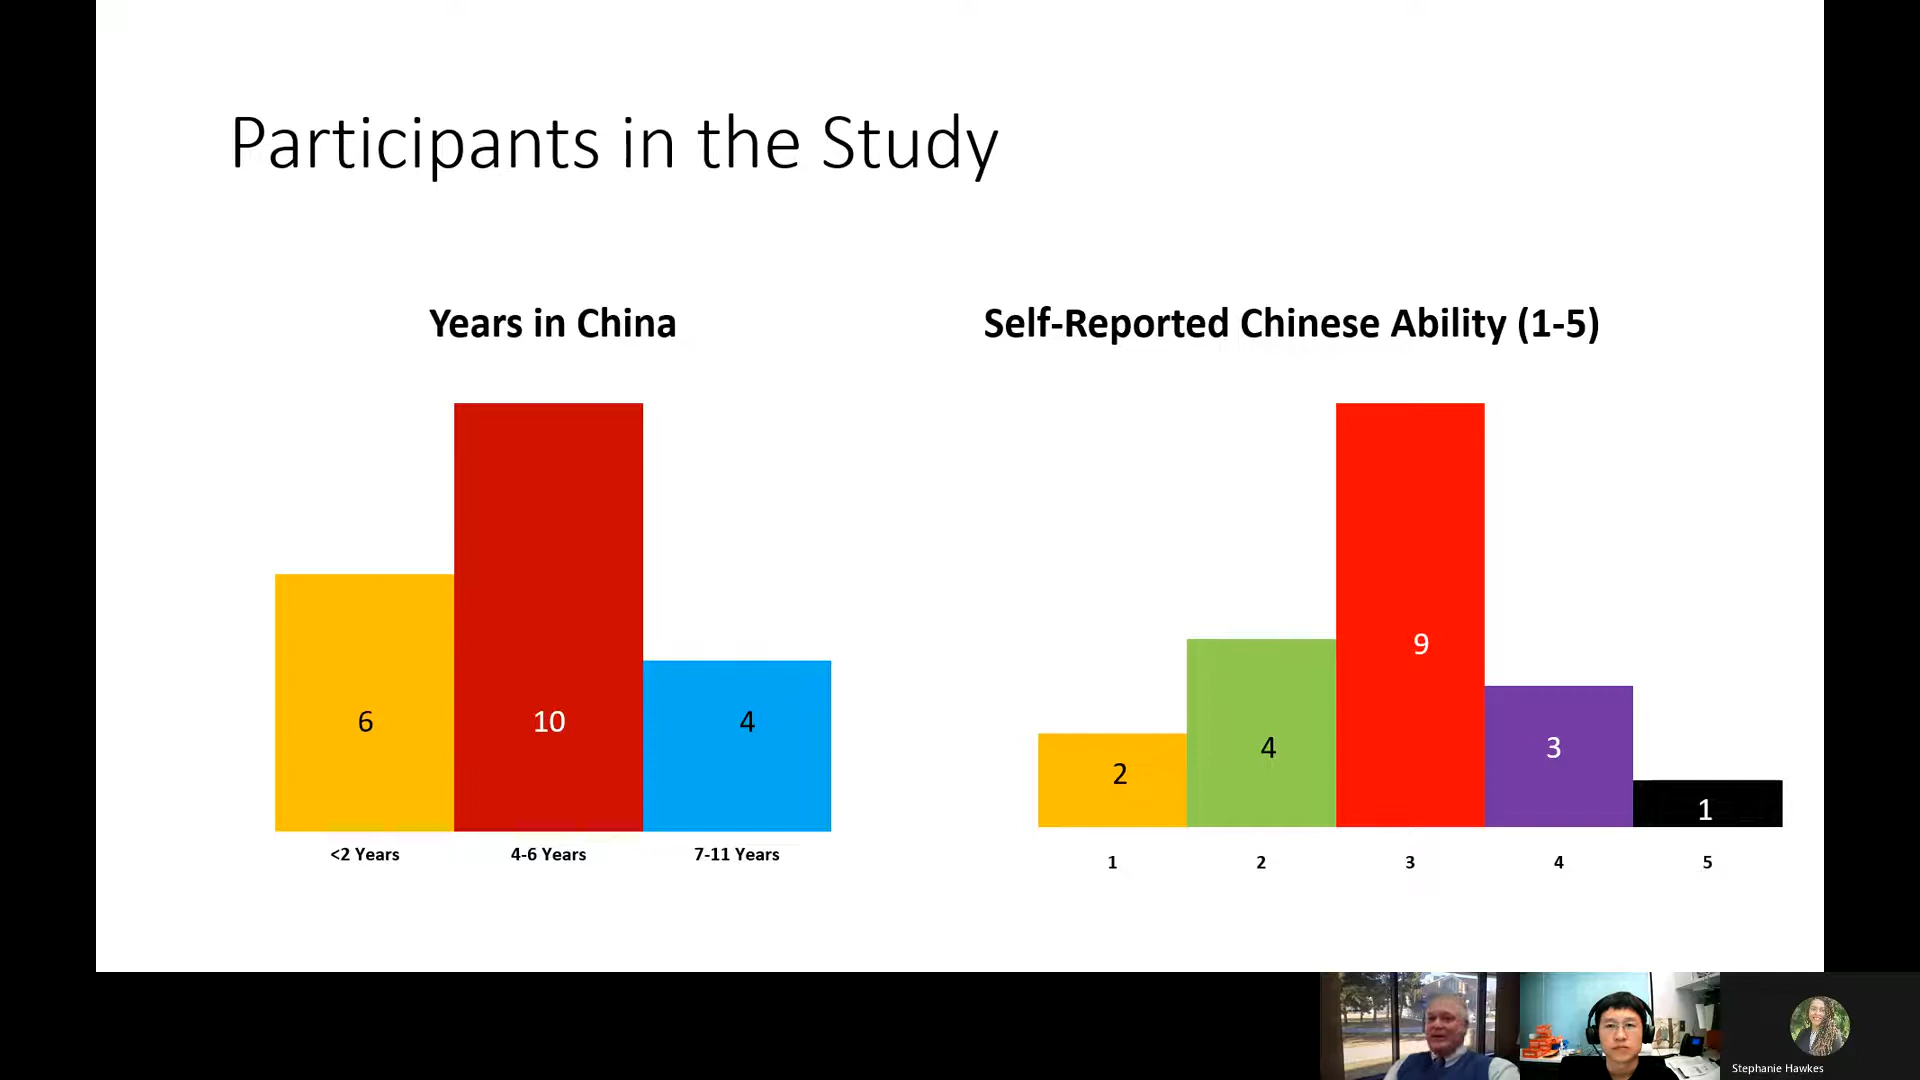 Participants in the Study
Years in China
6
10
4
<2 Years
4-6 Years
7-11 Years
Self-Reported Chinese Ability (1-5)
2
4
9
3
1
1
2
3
4
5
Stephanie Hawkes